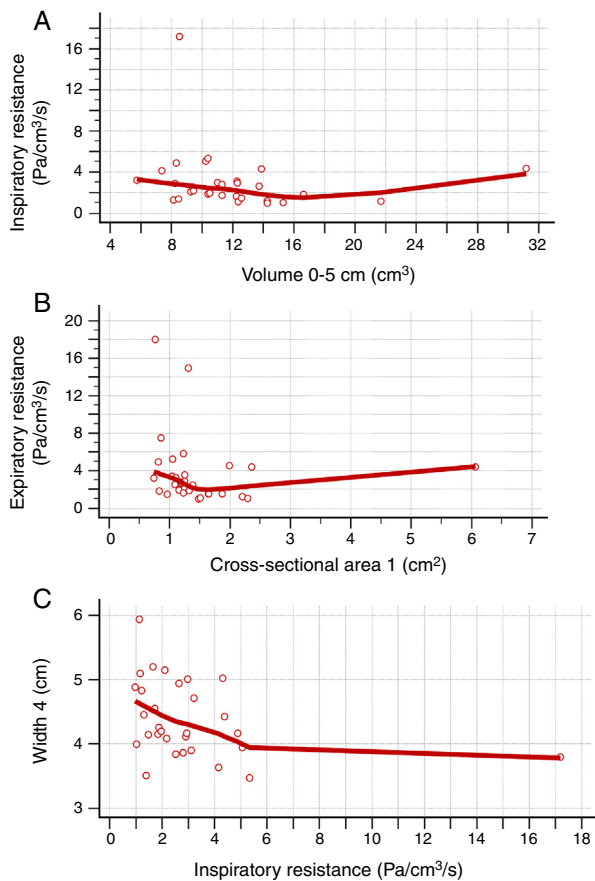 A
Inspiratory resistance
(Pa/cm³/s)
16
12
8
4
0
4 8 12 16 20 24 28 32
Volume 0-5 cm (cm³)
B
Expiratory resistance
(Pa/cm³/s)
20
16
12
8
4
0
0 1 2 3 4 5 6 7
Cross-sectional area 1 (cm²)
C
Width 4 (cm)
6
5
4
3
0 2 4 6 8 10 12 14 16 18
Inspiratory resistance (Pa/cm³/s)